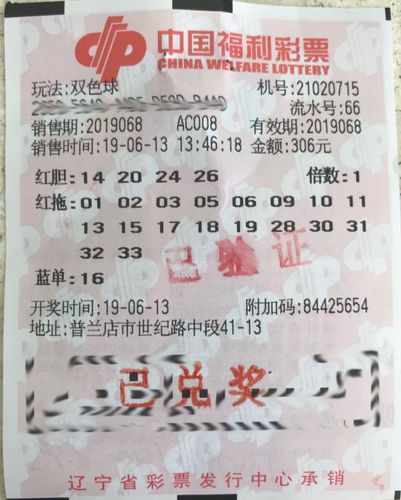 中国福利彩票
CHINA WELFARE LOTTERY
玩法:双色球 机号:21020715
流水号:66
销售期:2019068 AC008 有效期:2019068
销售时间:19-06-13 13:46:18 金额:306元
红胆:14 20 24 26 倍数:1
红拖:01 02 03 05 06 09 10 11
13 15 17 18 19 28 30 31
32 33
已验证
蓝单:16
开奖时间:19-06-13 附加码:84425654
地址:普兰店市世纪路中段41-13
已兑奖
辽宁省彩票发行中心承销